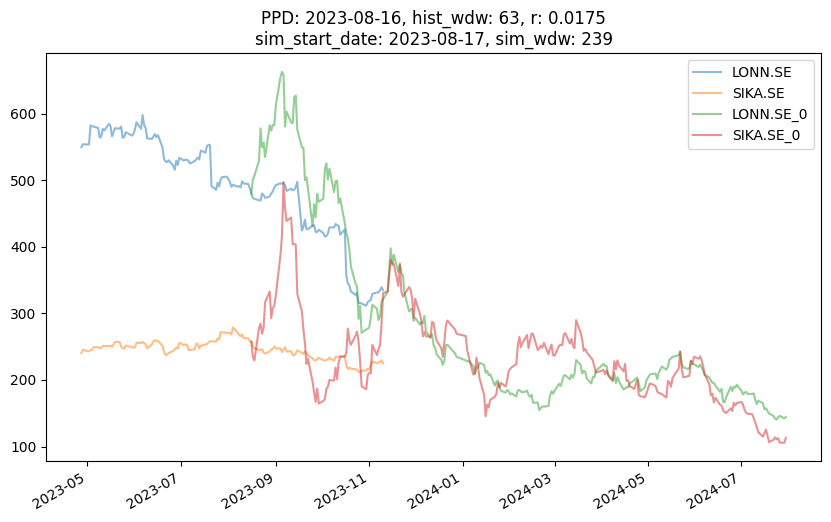 PPD: 2023-08-16, hist_wdw: 63, r: 0.0175
sim_start_date: 2023-08-17, sim_wdw: 239
LONN.SE
SIKA.SE
LONN.SE_0
SIKA.SE_0
600
500
400
300
200
100
2023-05
2023-07
2023-09
2023-11
2024-01
2024-03
2024-05
2024-07